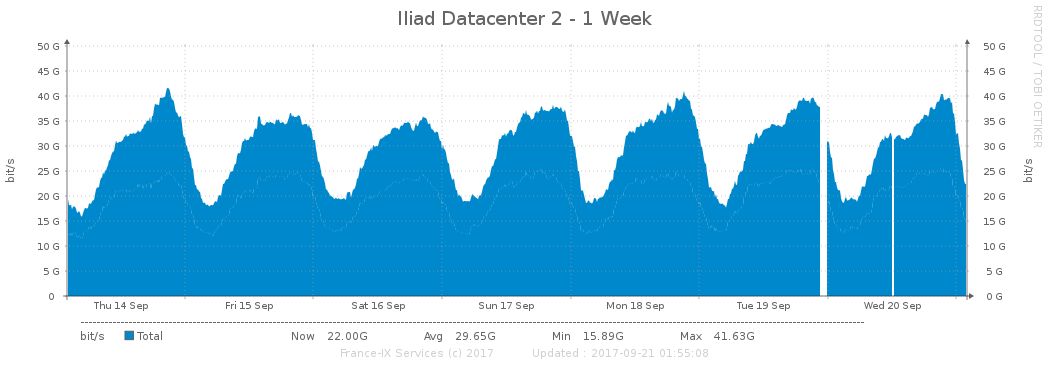 Iliad Datacenter 2 - 1 Week
RRDTOOL / TOBI OETIKER
bit/s
50 G
45 G
40 G
35 G
30 G
25 G
20 G
15 G
10 G
5 G
0
50 G
45 G
40 G
35 G
30 G
25 G
20 G
15 G
10 G
5 G
0 G
bit/s
Thu 14 Sep Fri 15 Sep Sat 16 Sep Sun 17 Sep Mon 18 Sep Tue 19 Sep Wed 20 Sep
bit/s Total Now 22.00G Avg 29.65G Min 15.89G Max 41.63G
France-IX Services (c) 2017 Updated : 2017-09-21 01:55:08